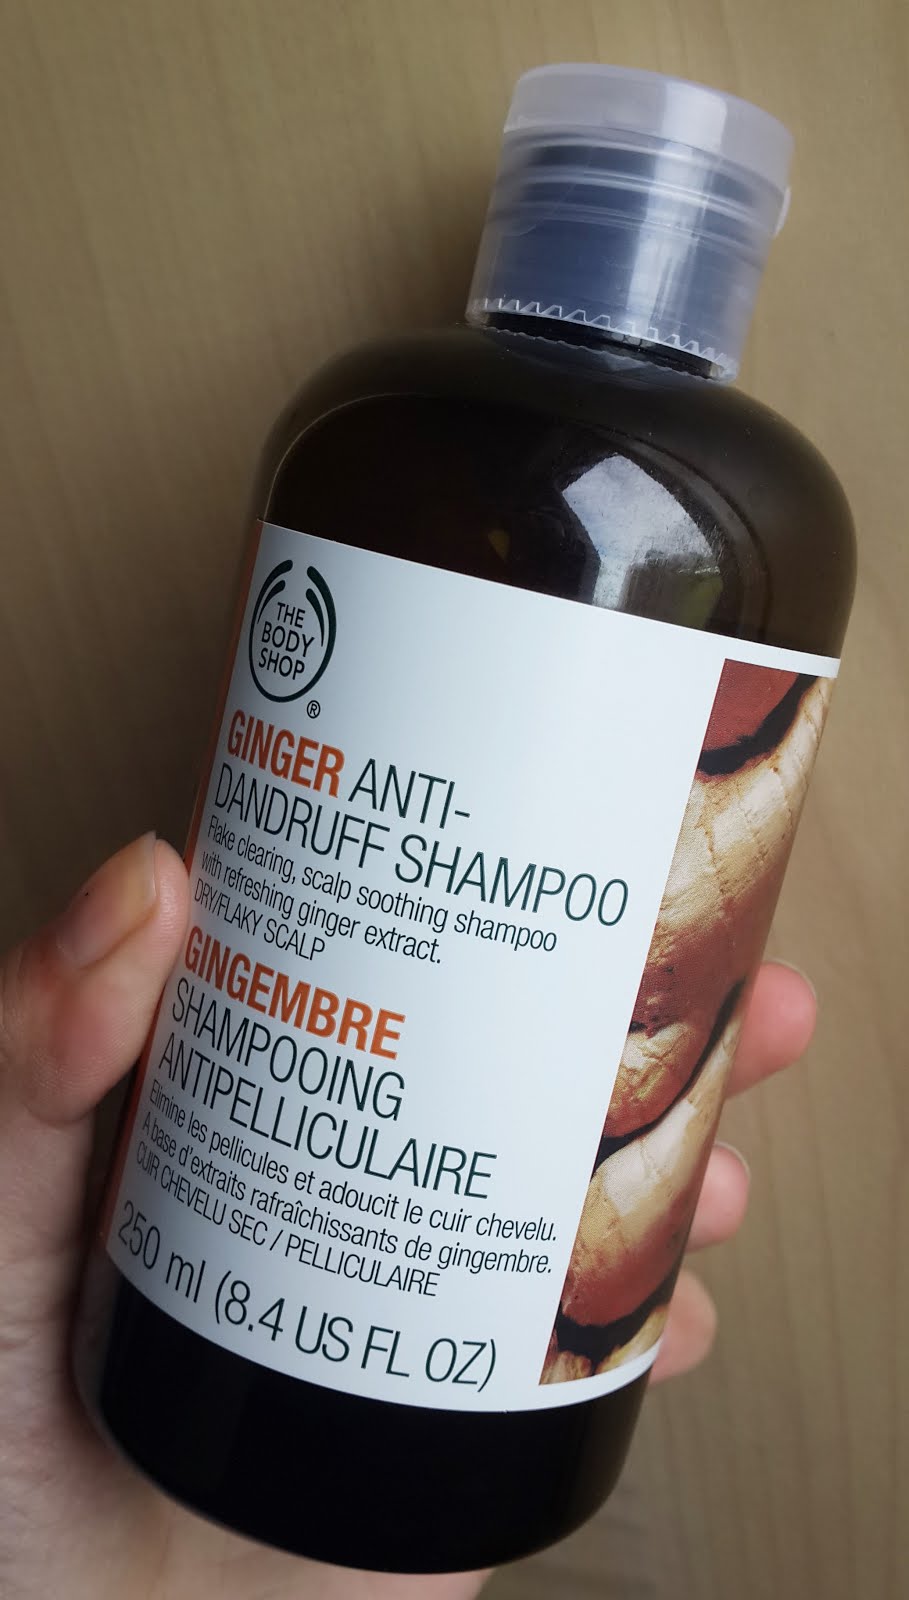 THE
BODY
SHOP
®
GINGER ANTI-
DANDRUFF SHAMPOO
Flake clearing, scalp soothing shampoo
with refreshing ginger extract.
DRY/FLAKY SCALP
GINGEMBRE
SHAMPOOING
ANTIPELLICULAIRE
Elimine les pellicules et adoucit le cuir chevelu.
A base d'extraits rafraîchissants de gingembre.
CUIR CHEVELU SEC / PELLICULAIRE
250 ml (8.4 US FL OZ)